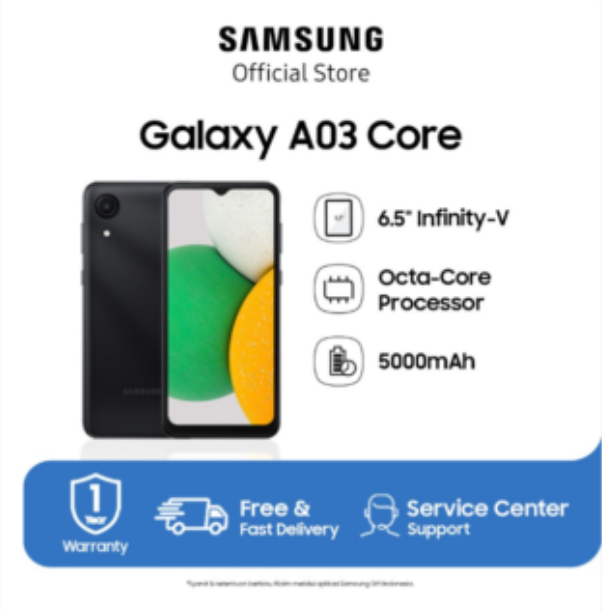 SAMSUNG
Official Store
Galaxy A03 Core
6.5" Infinity-V
Octa-Core
Processor
5000mAh
SAMSUNG
1
Year
Warranty
Free &
Fast Delivery
Service Center
Support